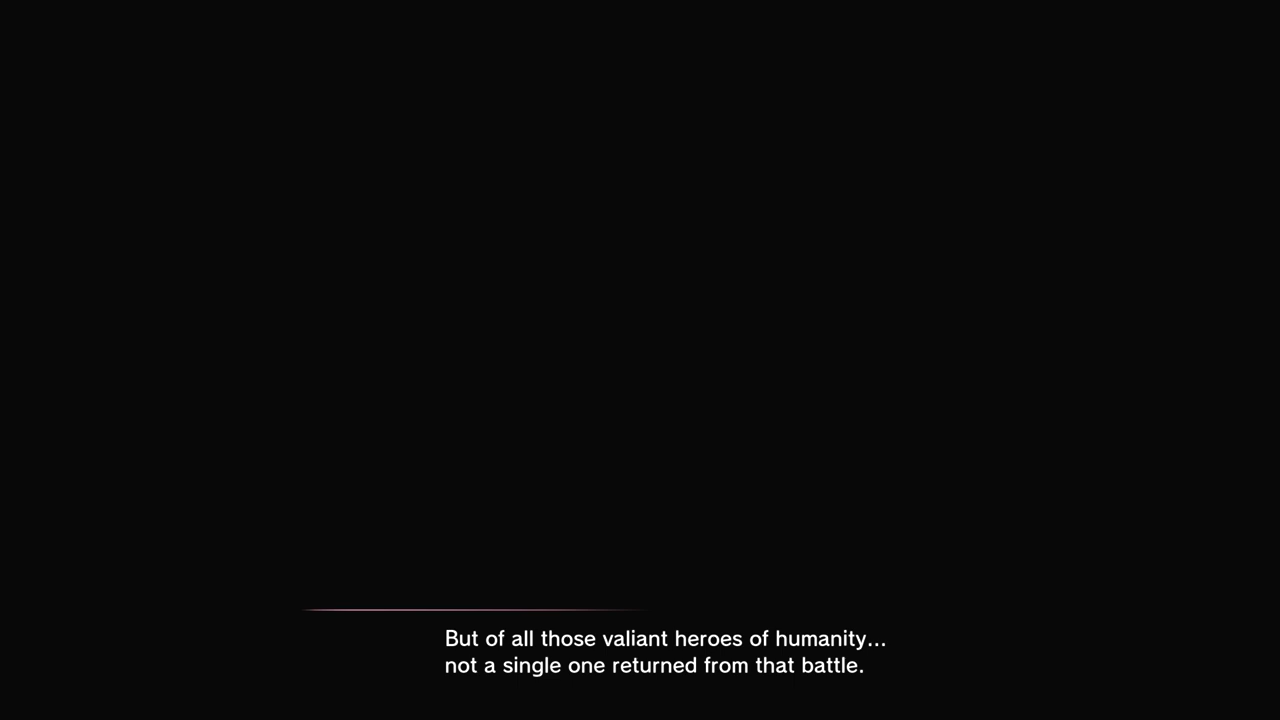 But of all those valiant heroes of humanity...
not a single one returned from that battle.